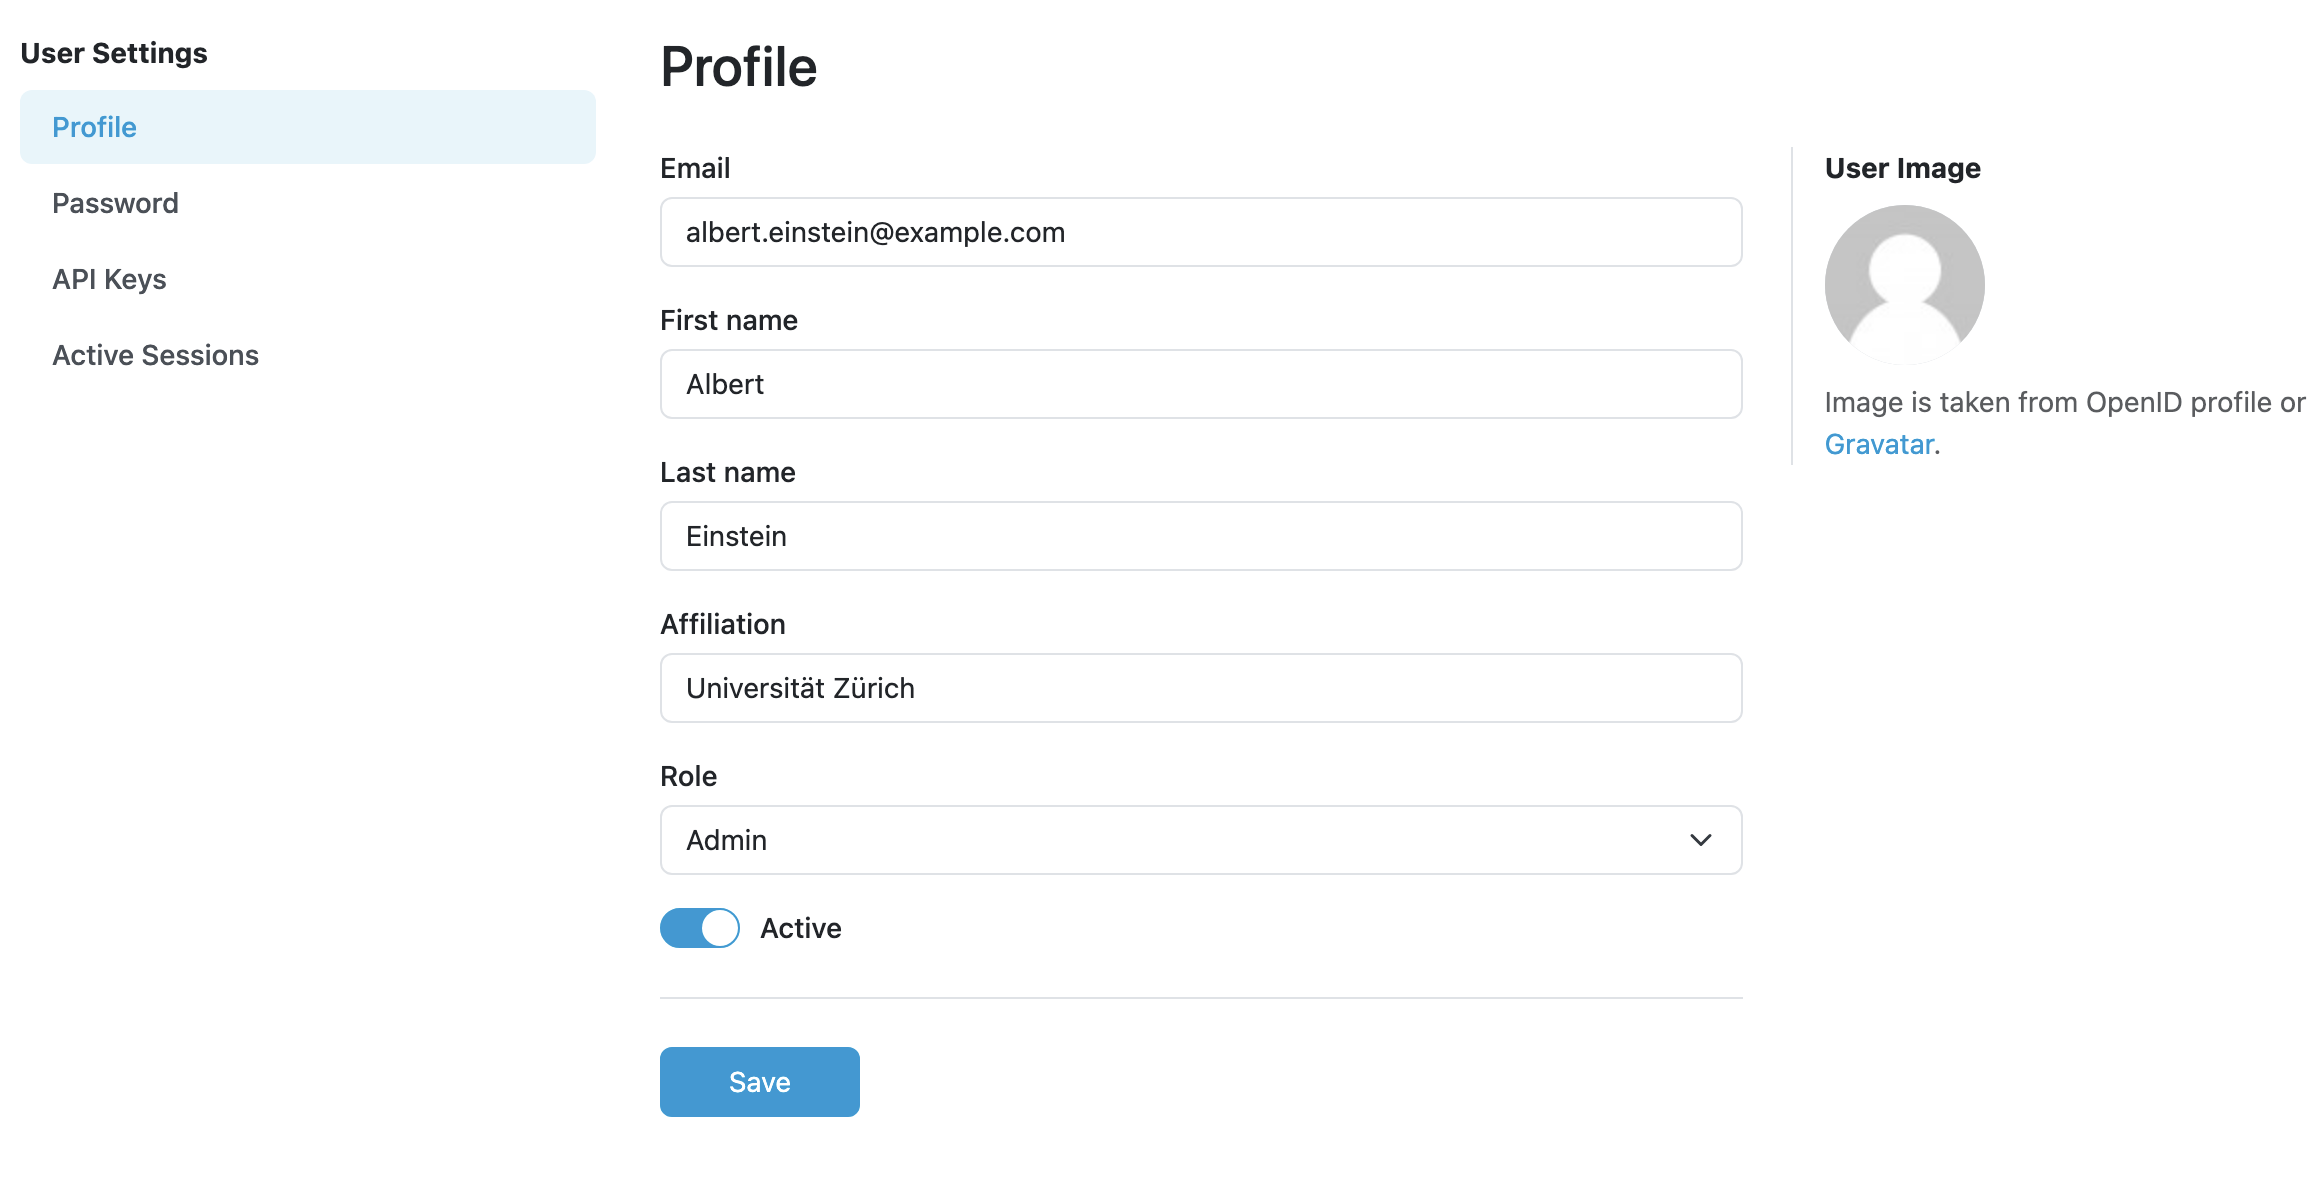 User Settings
Profile
Password
API Keys
Active Sessions
Profile
Email
albert.einstein@example.com
First name
Albert
Last name
Einstein
Affiliation
Universität Zürich
Role
Admin
Active
Save
User Image
Image is taken from OpenID profile or
Gravatar.